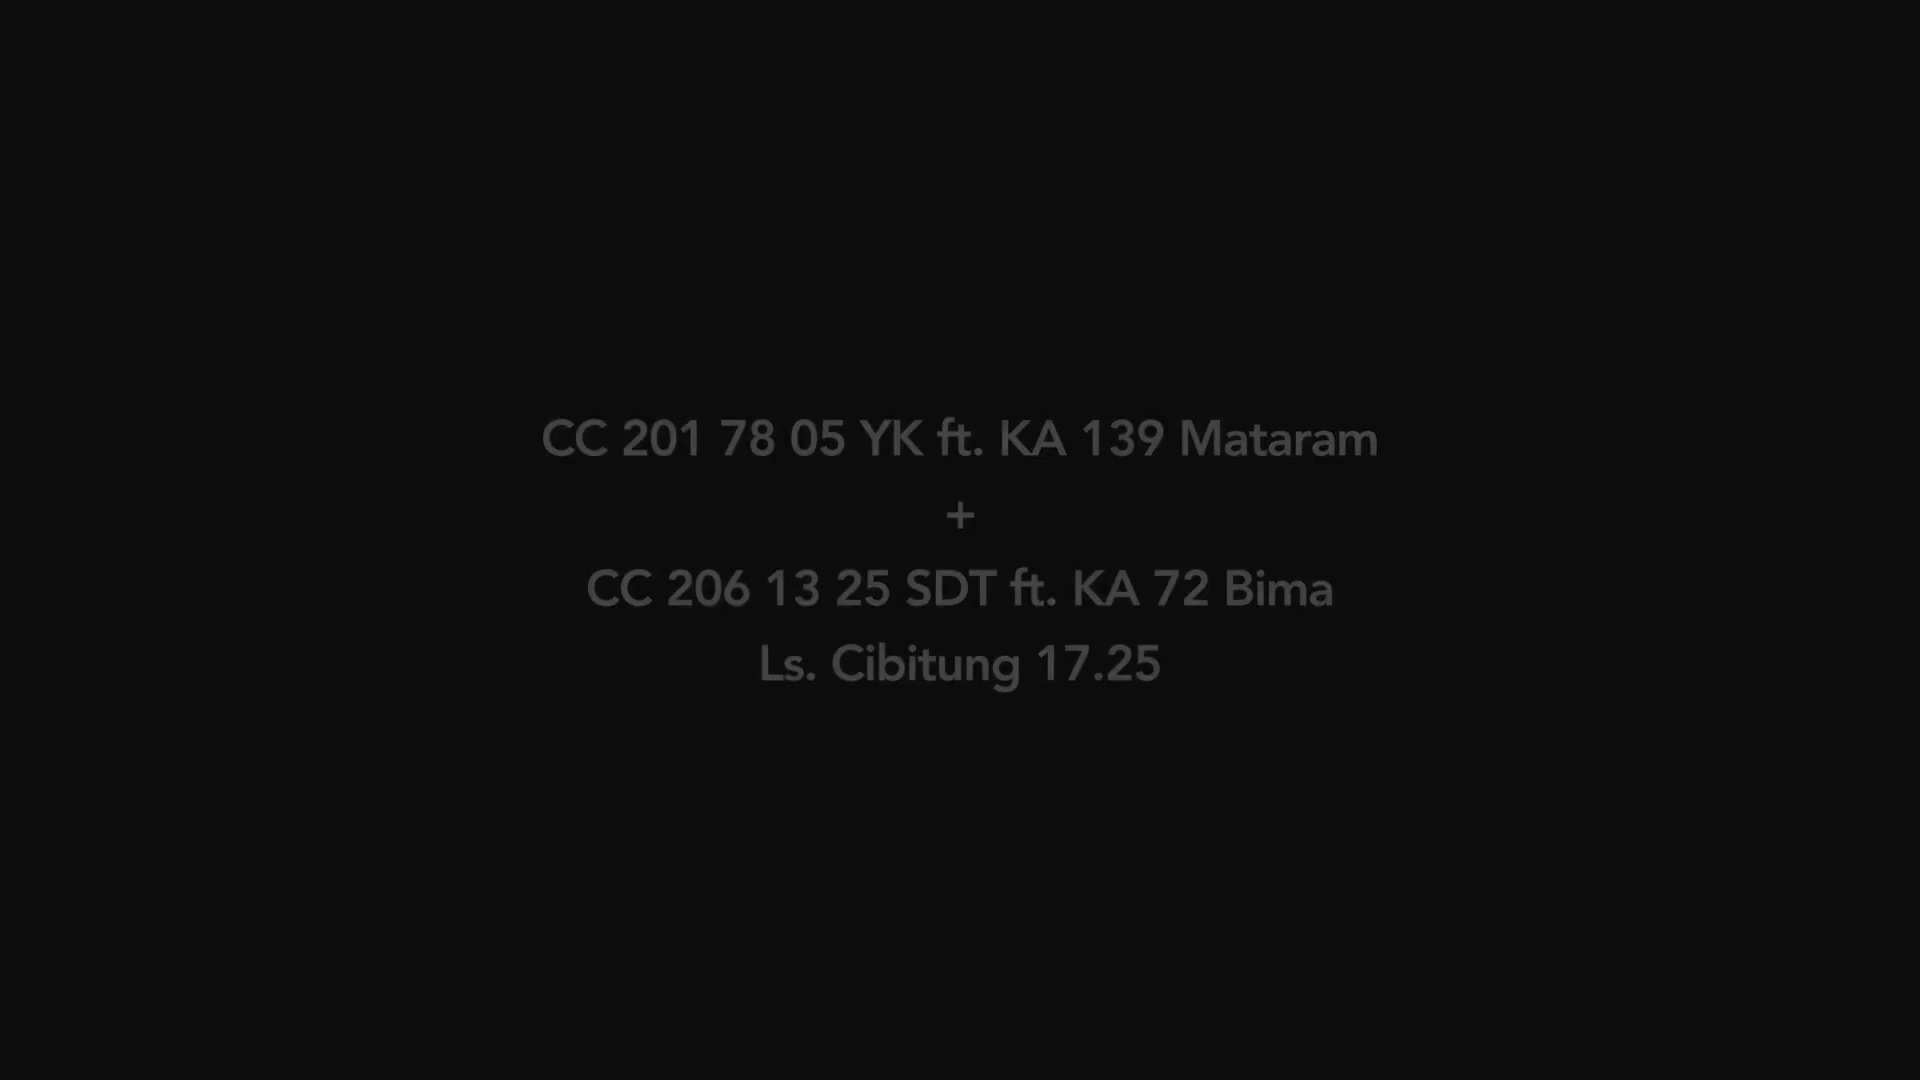 CC 201 78 05 YK ft. KA 139 Mataram
+
CC 206 13 25 SDT ft. KA 72 Bima
Ls. Cibitung 17.25